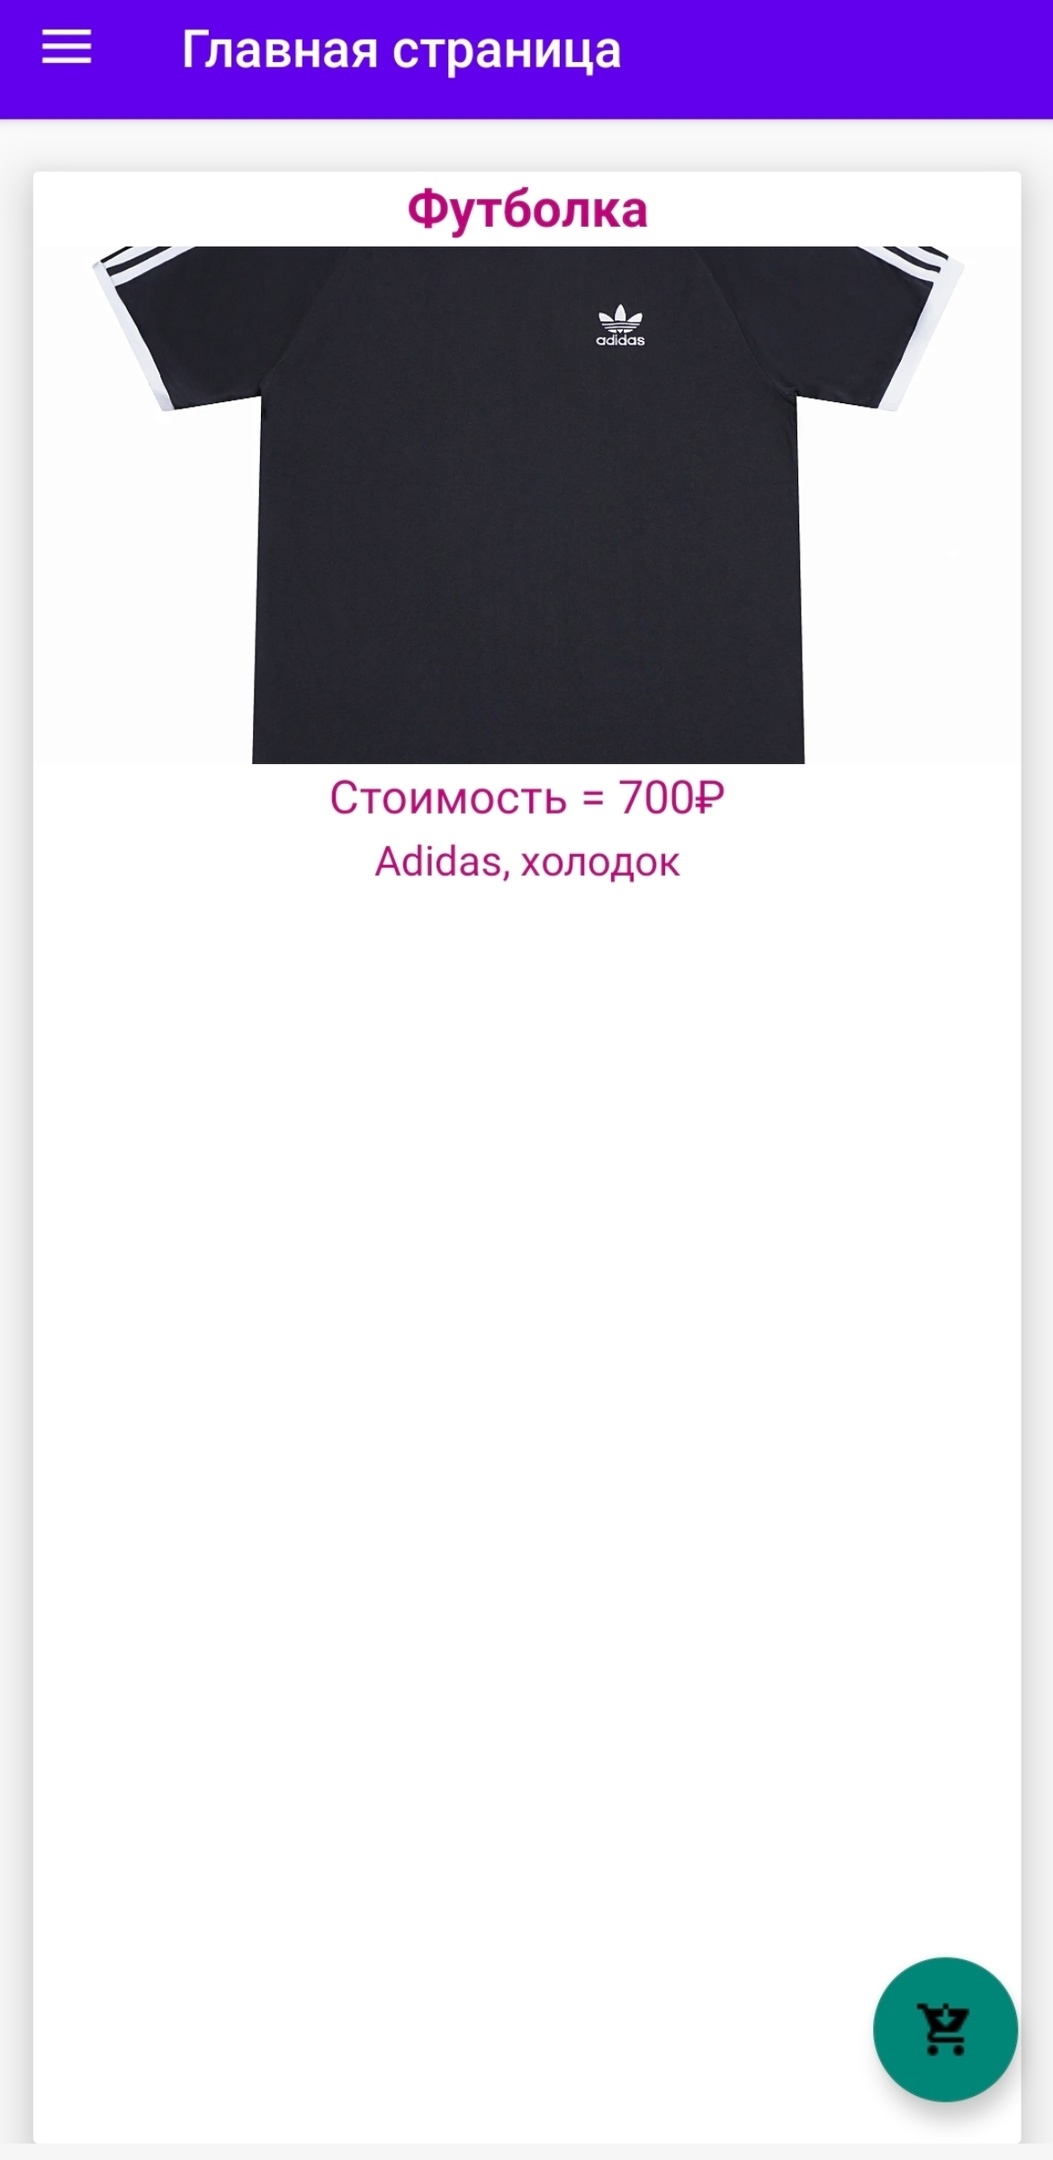 Главная страница
Футболка
adidas
Стоимость = 700₽
Adidas, холодок